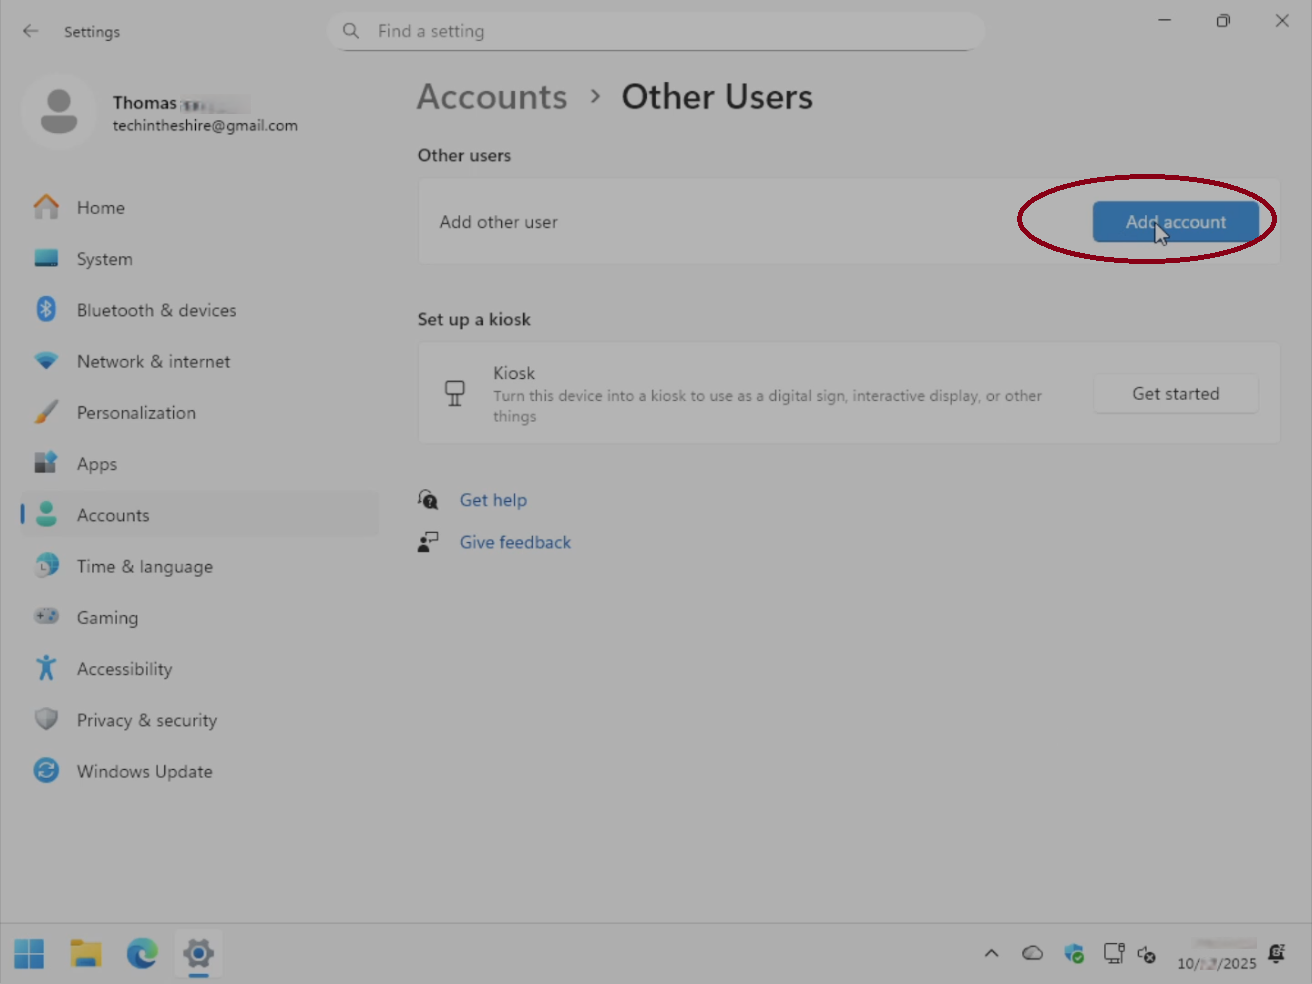 Settings
Find a setting
Thomas
techintheshire@gmail.com
Accounts > Other Users
Other users
Add other user
Add account
Set up a kiosk
Kiosk
Turn this device into a kiosk to use as a digital sign, interactive display, or other
things
Get started
Get help
Give feedback
Home
System
Bluetooth & devices
Network & internet
Personalization
Apps
Accounts
Time & language
Gaming
Accessibility
Privacy & security
Windows Update
10/ /2025